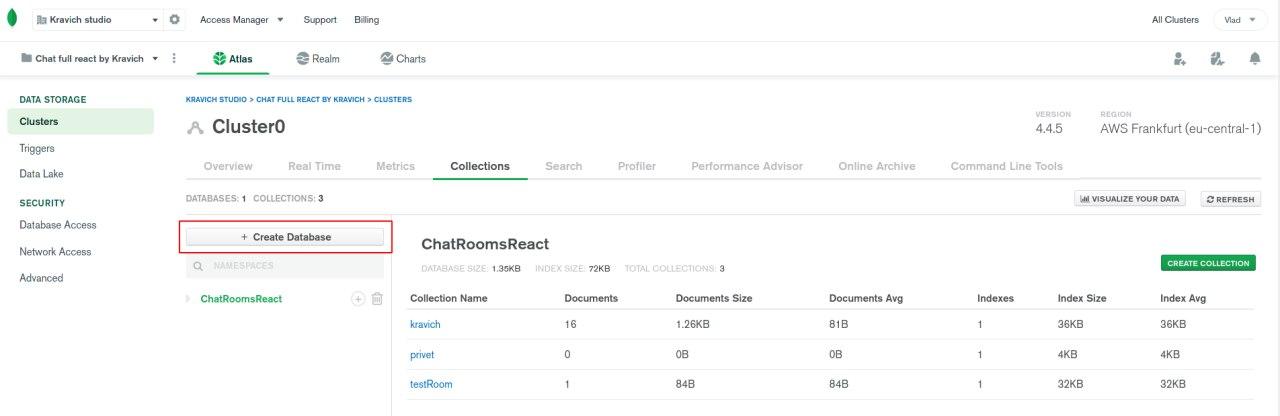 Kravich studio Access Manager Support Billing All Clusters Vlad
Chat full react by Kravich Atlas Realm Charts
DATA STORAGE
Clusters
Triggers
Data Lake
SECURITY
Database Access
Network Access
Advanced
KRAVICH STUDIO > CHAT FULL REACT BY KRAVICH > CLUSTERS
Cluster0
VERSION
4.4.5
REGION
AWS Frankfurt (eu-central-1)
Overview Real Time Metrics Collections Search Profiler Performance Advisor Online Archive Command Line Tools
DATABASES: 1 COLLECTIONS: 3
VISUALIZE YOUR DATA REFRESH
+ Create Database
NAMESPACES
ChatRoomsReact
ChatRoomsReact
DATABASE SIZE: 1.35KB INDEX SIZE: 72KB TOTAL COLLECTIONS: 3
CREATE COLLECTION
Collection Name Documents Documents Size Documents Avg Indexes Index Size Index Avg
kravich 16 1.26KB 81B 1 36KB 36KB
privet 0 0B 0B 1 4KB 4KB
testRoom 1 84B 84B 1 32KB 32KB